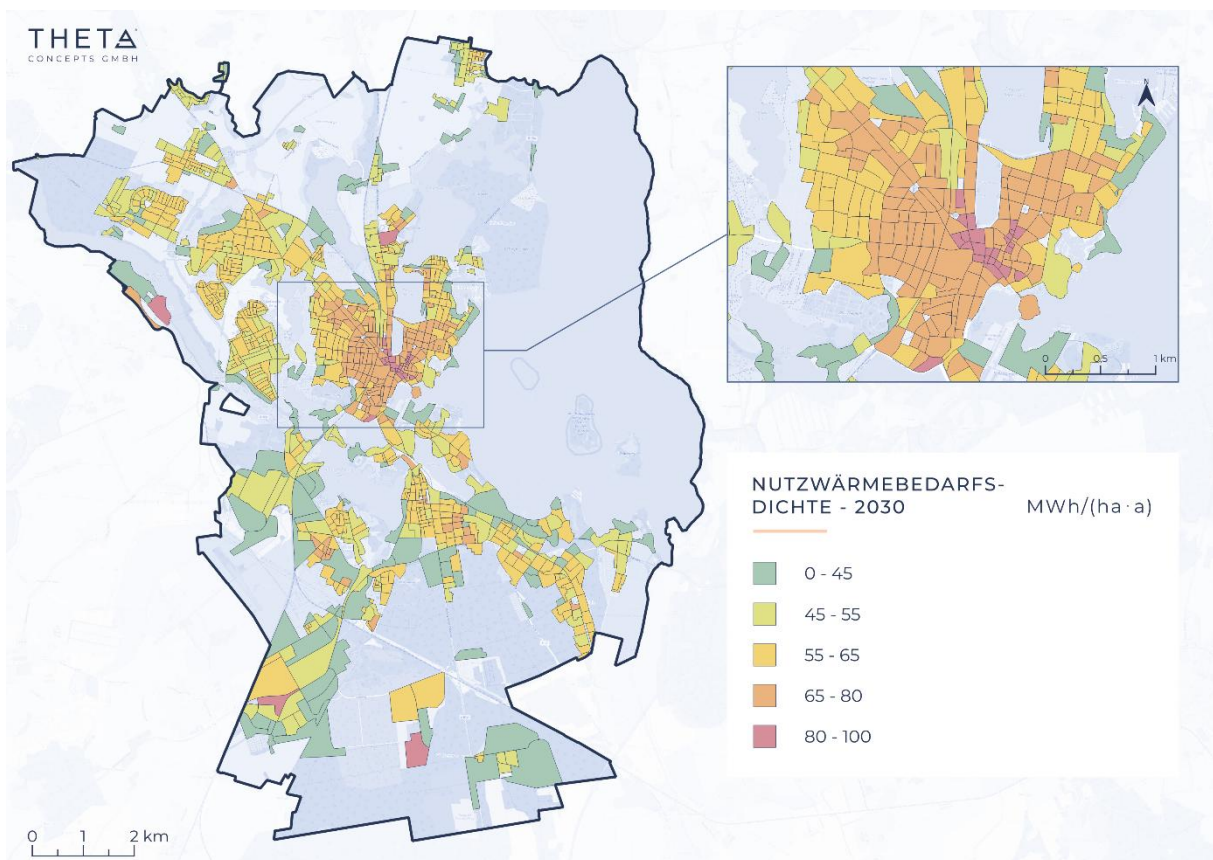 THETA
CONCEPTS GMBH
N
0 0.5 1 km
NUTZWÄRMEBEDARFS-
DICHTE - 2030
MWh/(ha·a)
0 - 45
45 - 55
55 - 65
65 - 80
80 - 100
0 1 2 km